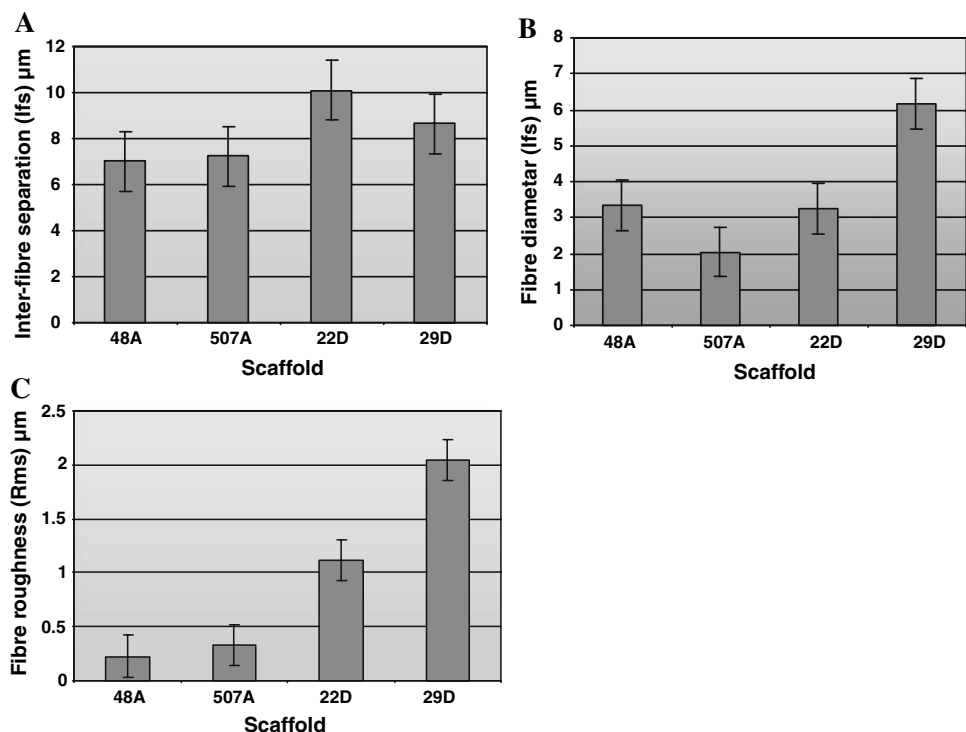 A
Inter-fibre separation (Ifs) µm
12
10
8
6
4
2
0
48A 507A 22D 29D
Scaffold
B
Fibre diametar (Ifs) µm
8
7
6
5
4
3
2
1
0
48A 507A 22D 29D
Scaffold
C
Fibre roughness (Rms) µm
2.5
2
1.5
1
0.5
0
48A 507A 22D 29D
Scaffold